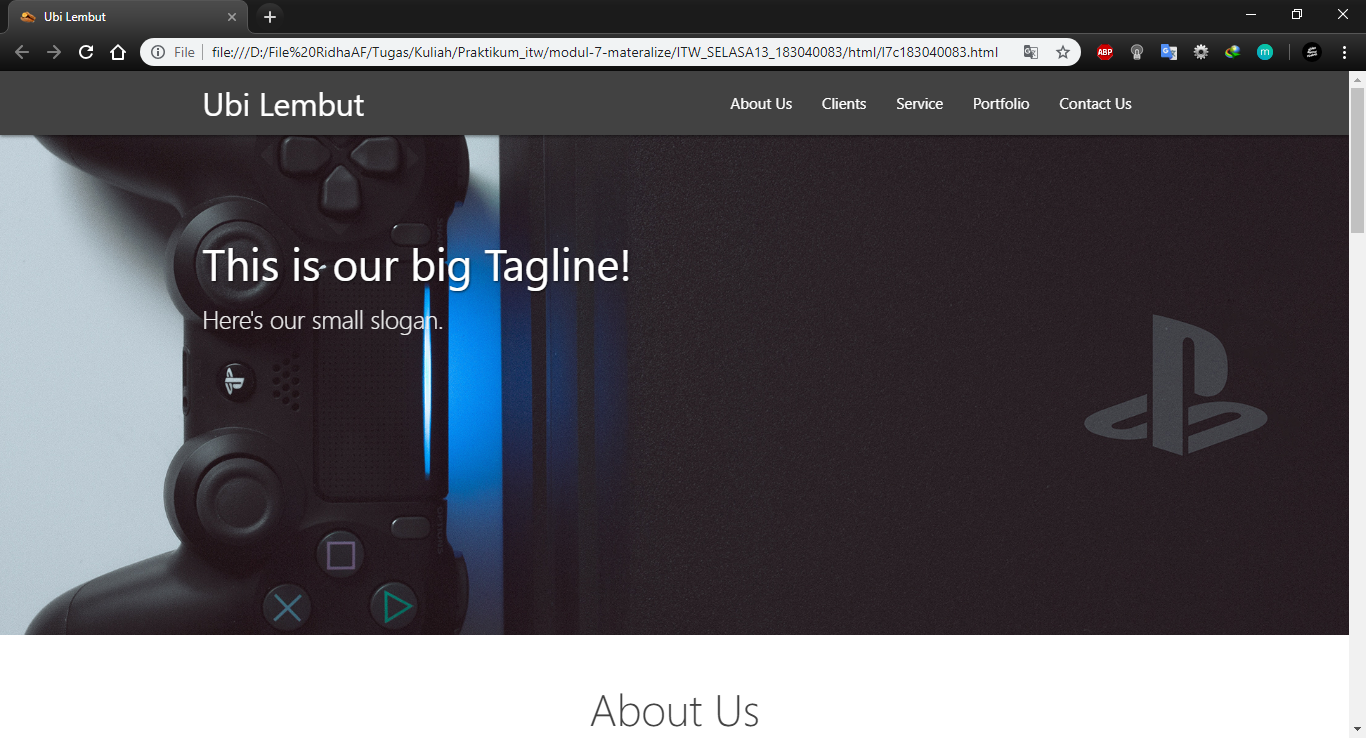 Ubi Lembut
File file:///D:/File%20RidhaAF/Tugas/Kuliah/Praktikum_itw/modul-7-materalize/ITW_SELASA13_183040083/html/l7c183040083.html
ABP
m
Ubi Lembut About Us Clients Service Portfolio Contact Us
This is our big Tagline!
Here's our small slogan.
About Us